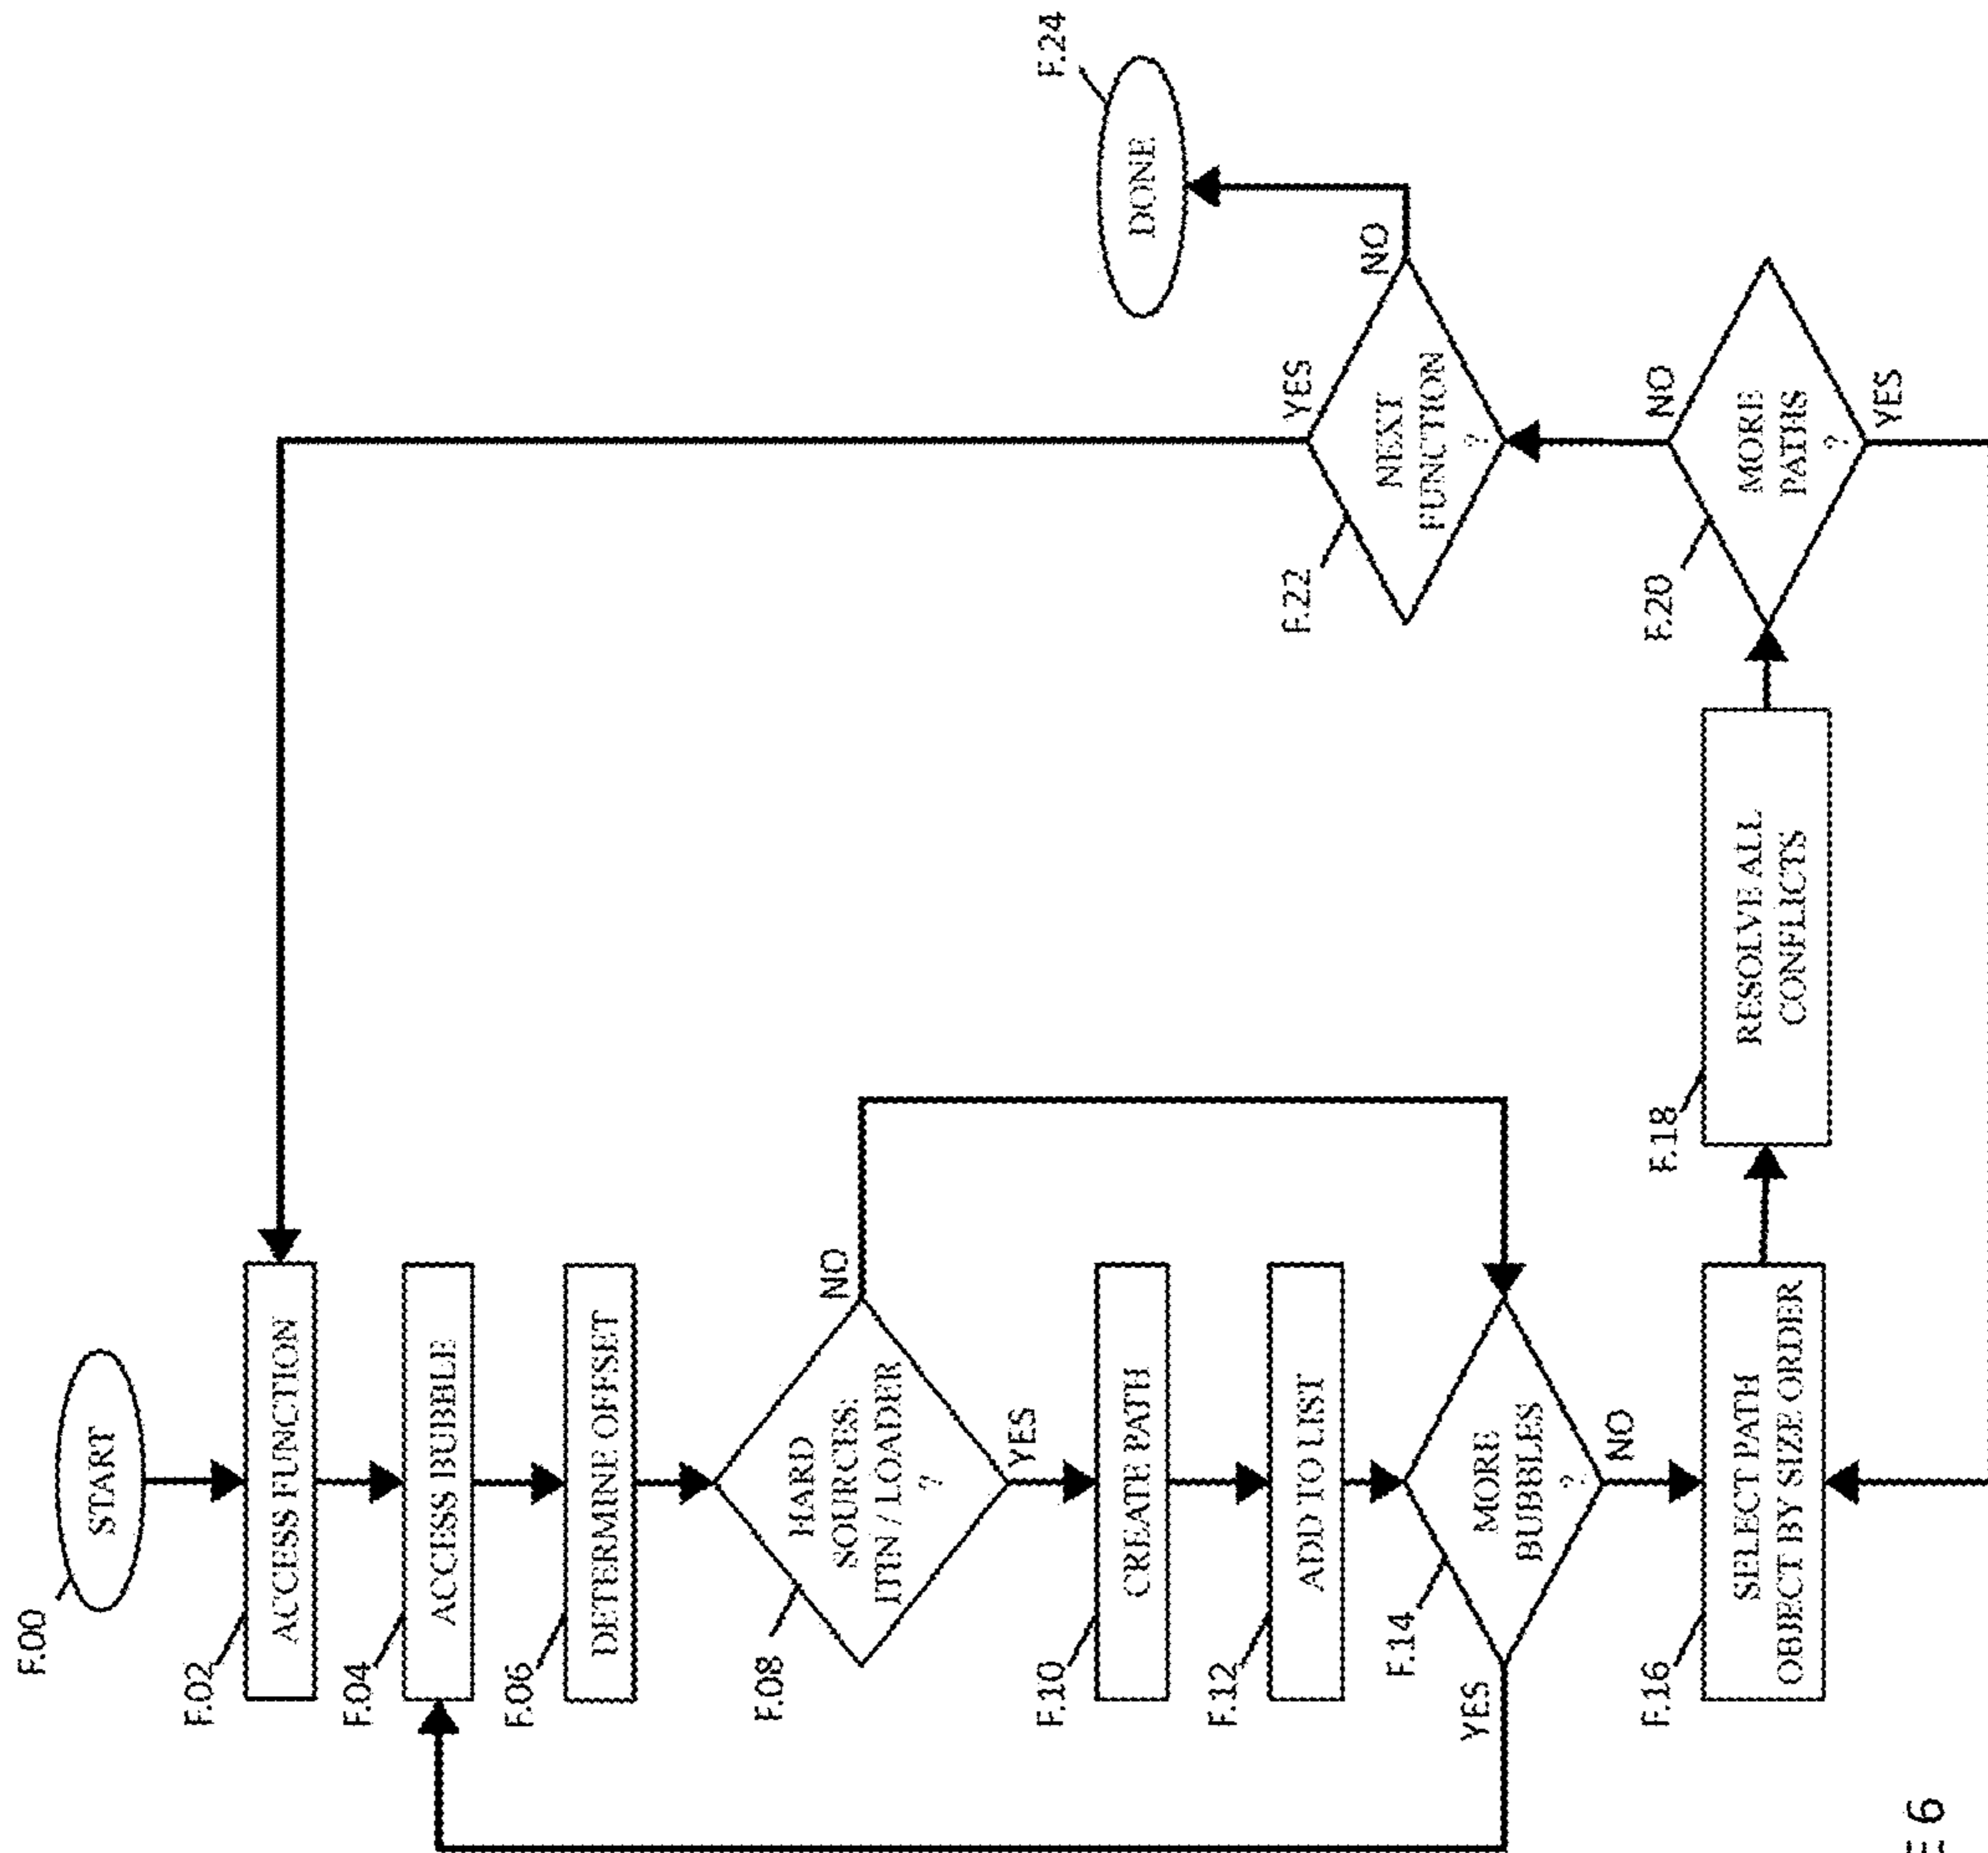 F.00
START
F.02
ACCESS FUNCTION
F.04
ACCESS BUBBLE
F.06
DETERMINE OFFSET
F.08
HARD
SOURCES:
ITIN / LOADER
?
NO
YES
F.10
CREATE PATH
F.12
ADD TO LIST
F.14
MORE
BUBBLES
?
YES
NO
F.16
SELECT PATH
OBJECT BY SIZE ORDER
F.18
RESOLVE ALL
CONFLICTS
F.20
MORE
PATHS
?
NO
YES
F.22
NEXT
FUNCTION
?
YES
NO
F.24
DONE
E 6